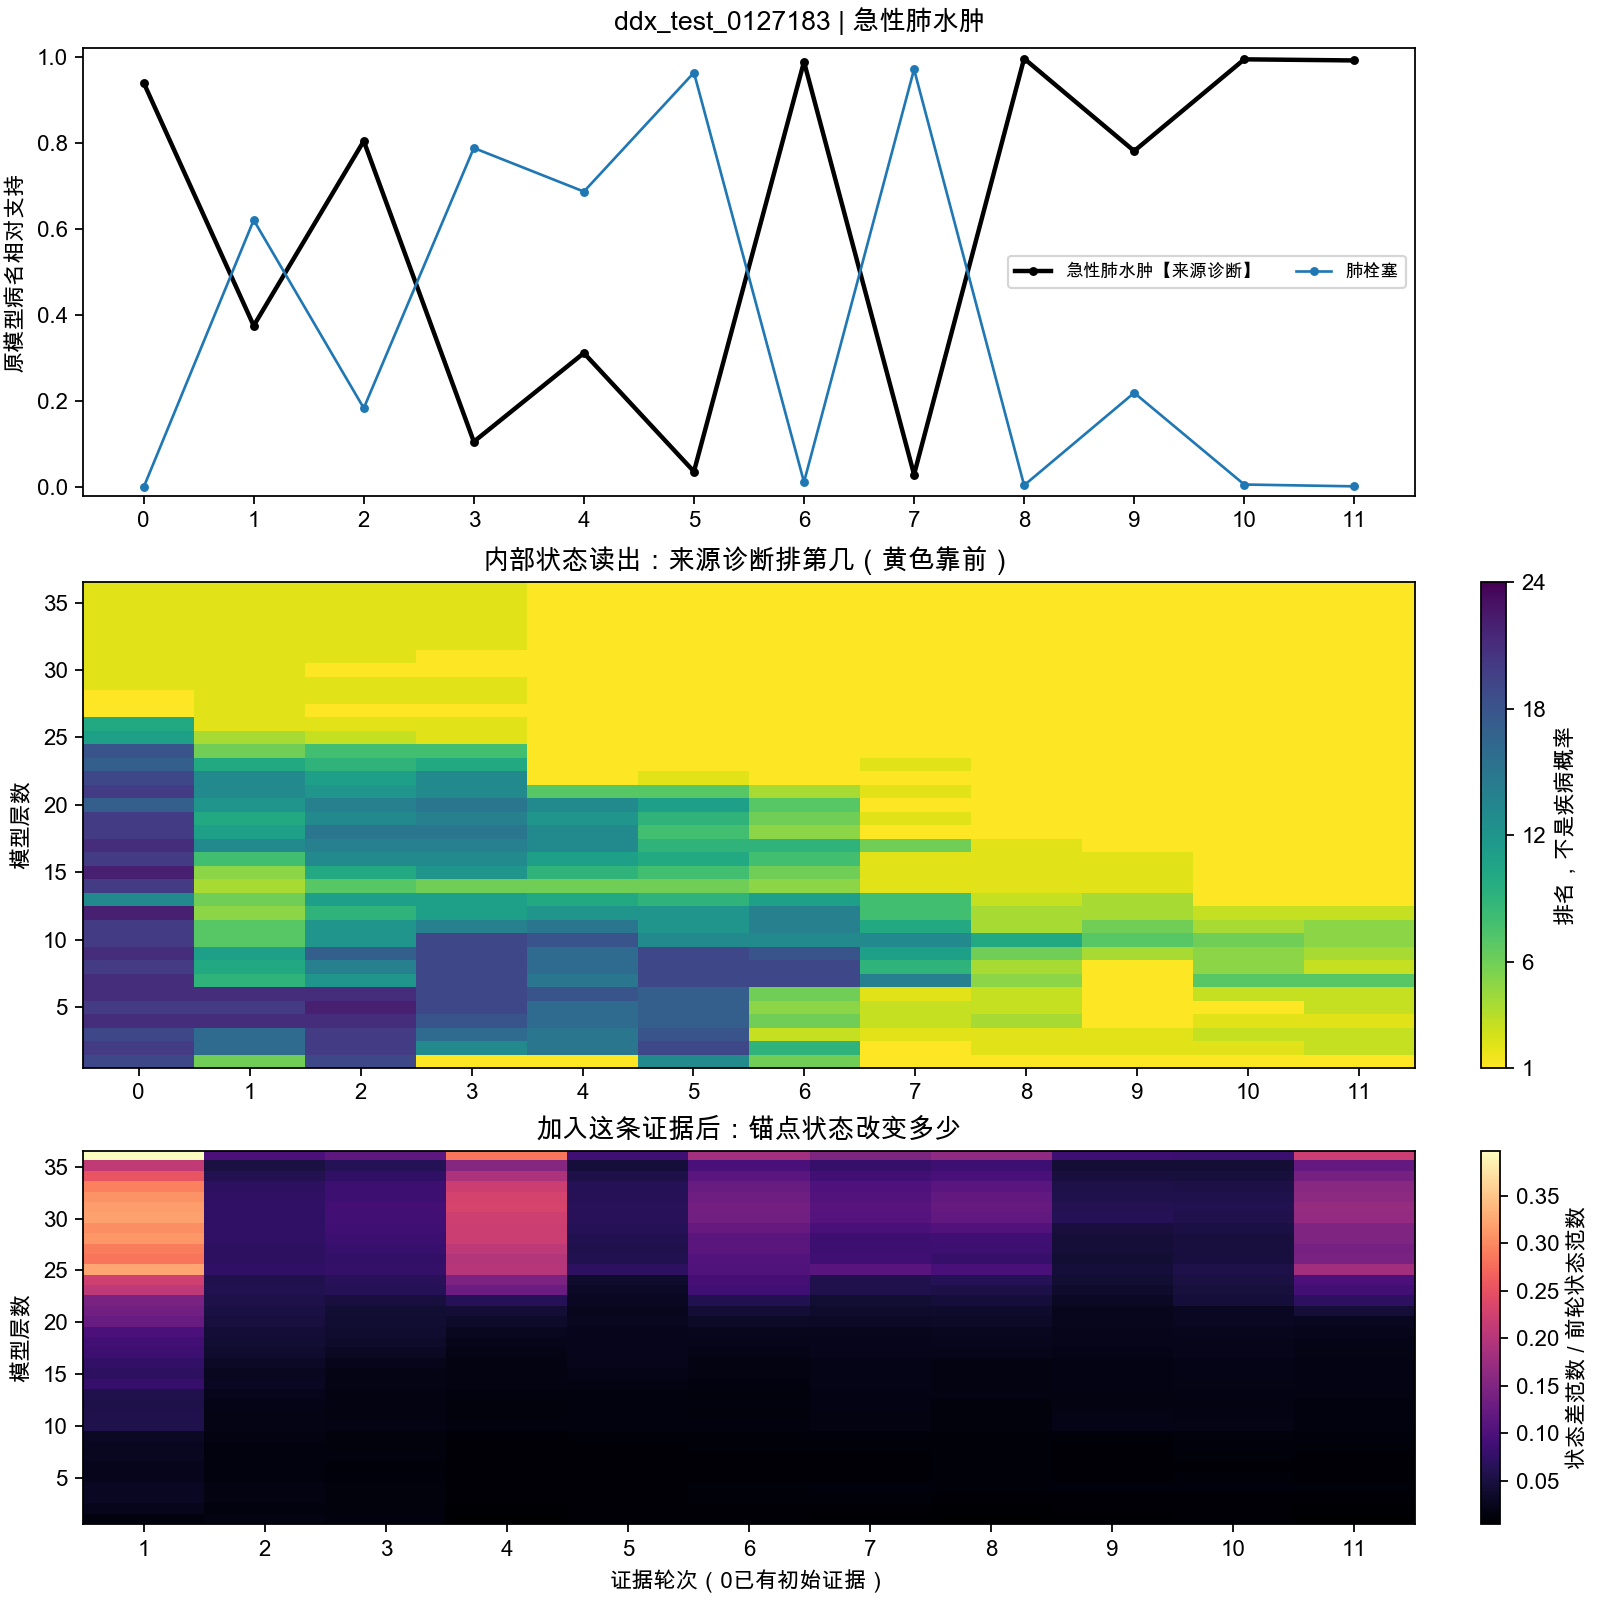 ddx_test_0127183 | 急性肺水肿
原模型病名相对支持
1.0
0.8
0.6
0.4
0.2
0.0
急性肺水肿【来源诊断】
肺栓塞
0 1 2 3 4 5 6 7 8 9 10 11
内部状态读出：来源诊断排第几（黄色靠前）
模型层数
35
30
25
20
15
10
5
0 1 2 3 4 5 6 7 8 9 10 11
24
18
12
6
1
排名，不是疾病概率
加入这条证据后：锚点状态改变多少
模型层数
35
30
25
20
15
10
5
1 2 3 4 5 6 7 8 9 10 11
证据轮次（0已有初始证据）
0.35
0.30
0.25
0.20
0.15
0.10
0.05
状态差范数 / 前轮状态范数